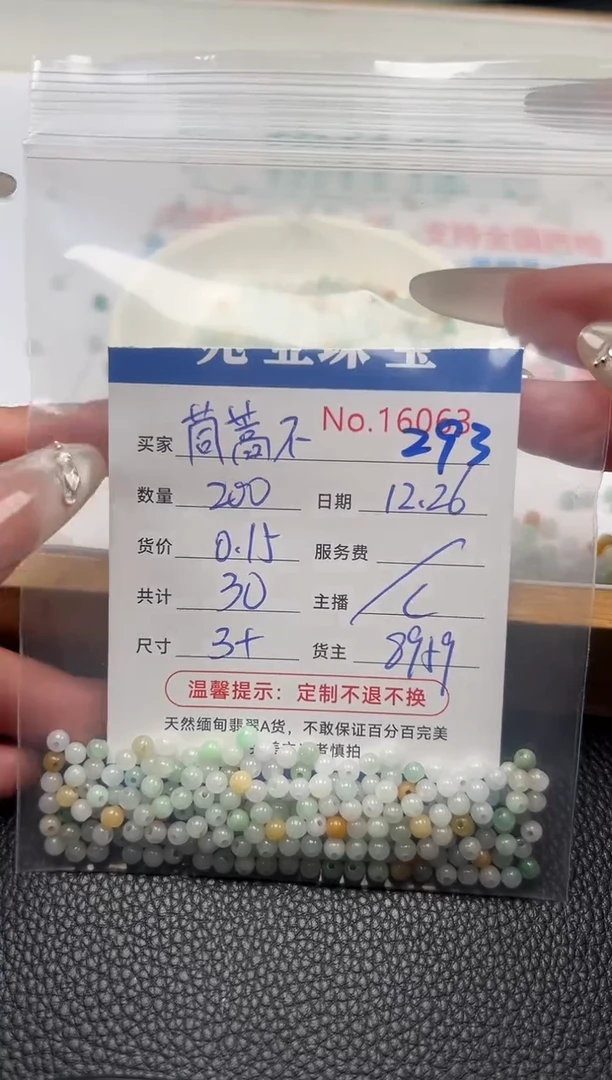 No.16063
293
买家 茼蒿不
数量 200 日期 12.26
货价 0.15 服务费
共计 30 主播
尺寸 3+ 货主
温馨提示：定制不退不换
天然缅甸翡翠A货，不敢保证百分百完美
者慎拍